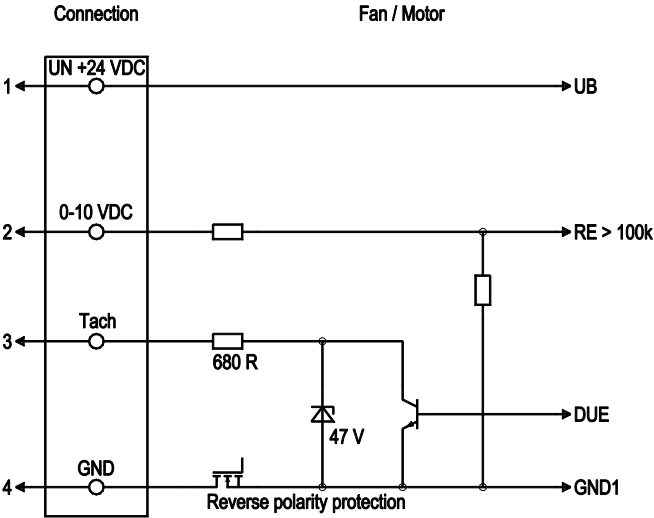 Connection Fan / Motor
UN +24 VDC
1 UB
0-10 VDC
2 RE > 100k
Tach
3
680 R
DUE
47 V
GND
4 GND1
Reverse polarity protection